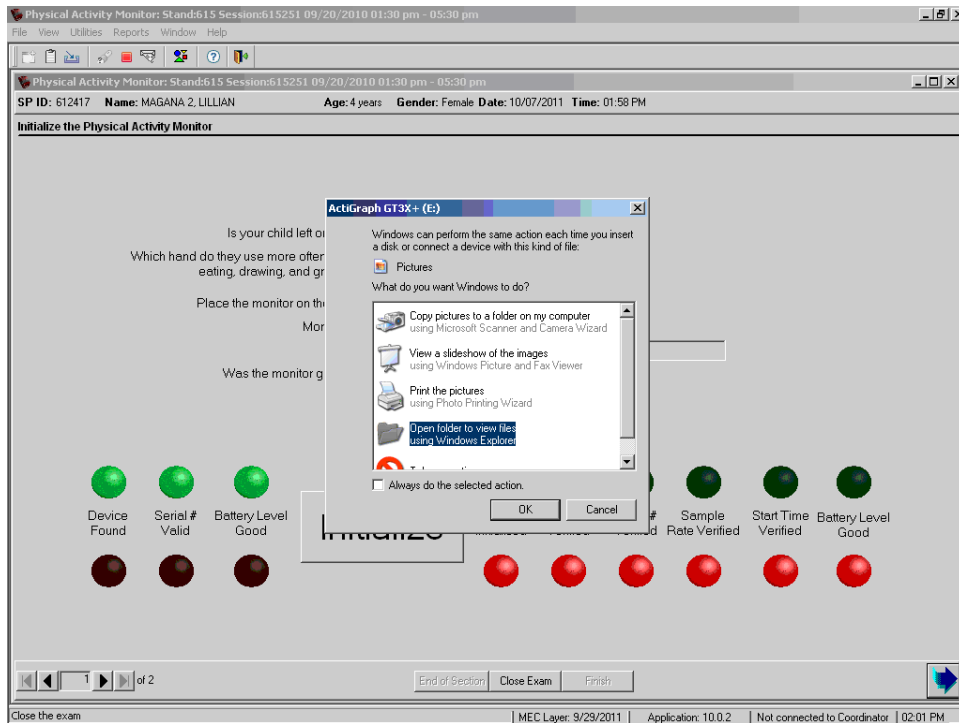 Physical Activity Monitor: Stand:615 Session:615251 09/20/2010 01:30 pm - 05:30 pm
File View Utilities Reports Window Help
Physical Activity Monitor: Stand:615 Session:615251 09/20/2010 01:30 pm - 05:30 pm
SP ID: 612417 Name: MAGANA 2, LILLIAN Age: 4 years Gender: Female Date: 10/07/2011 Time: 01:58 PM
Initialize the Physical Activity Monitor
Is your child left or
Which hand do they use more often
eating, drawing, and gr
Place the monitor on the
Mor
Was the monitor g
ActiGraph GT3X+ (E:)
Windows can perform the same action each time you insert
a disk or connect a device with this kind of file:
Pictures
What do you want Windows to do?
Copy pictures to a folder on my computer
using Microsoft Scanner and Camera Wizard
View a slideshow of the images
using Windows Picture and Fax Viewer
Print the pictures
using Photo Printing Wizard
Open folder to view files
using Windows Explorer
Always do the selected action.
OK Cancel
Device
Found
Serial #
Valid
Battery Level
Good
Initialize
#
Sample
Rate Verified
Start Time
Verified
Battery Level
Good
1 of 2
End of Section Close Exam Finish
Close the exam
MEC Layer: 9/29/2011 Application: 10.0.2 Not connected to Coordinator 02:01 PM